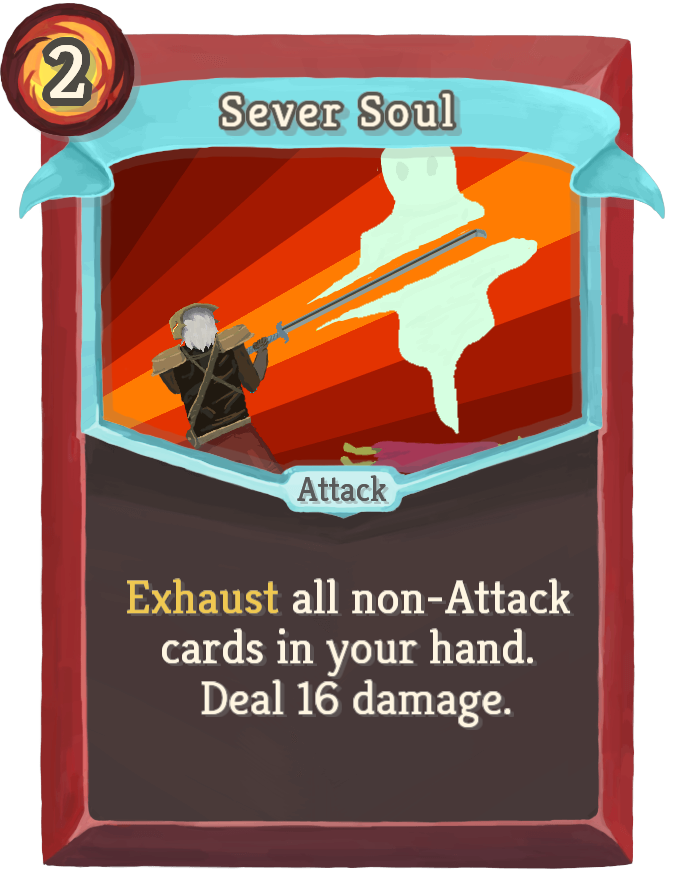 2
Sever Soul
Attack
Exhaust all non-Attack
cards in your hand.
Deal 16 damage.